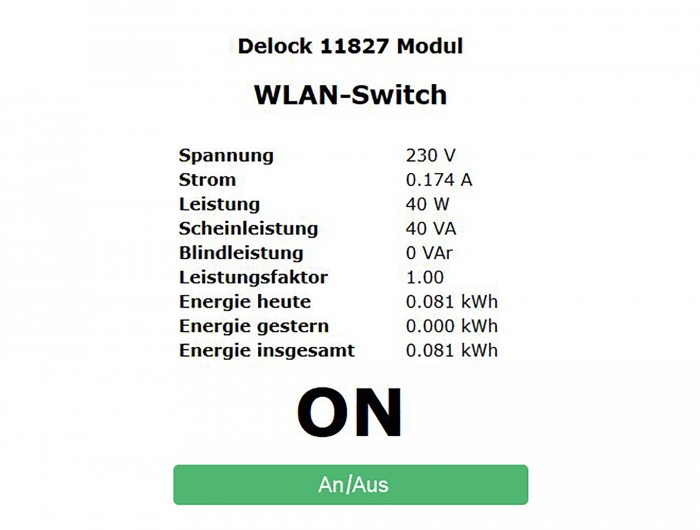 Delock 11827 Modul
WLAN-Switch
Spannung 230 V
Strom 0.174 A
Leistung 40 W
Scheinleistung 40 VA
Blindleistung 0 VAr
Leistungsfaktor 1.00
Energie heute 0.081 kWh
Energie gestern 0.000 kWh
Energie insgesamt 0.081 kWh
ON
An/Aus